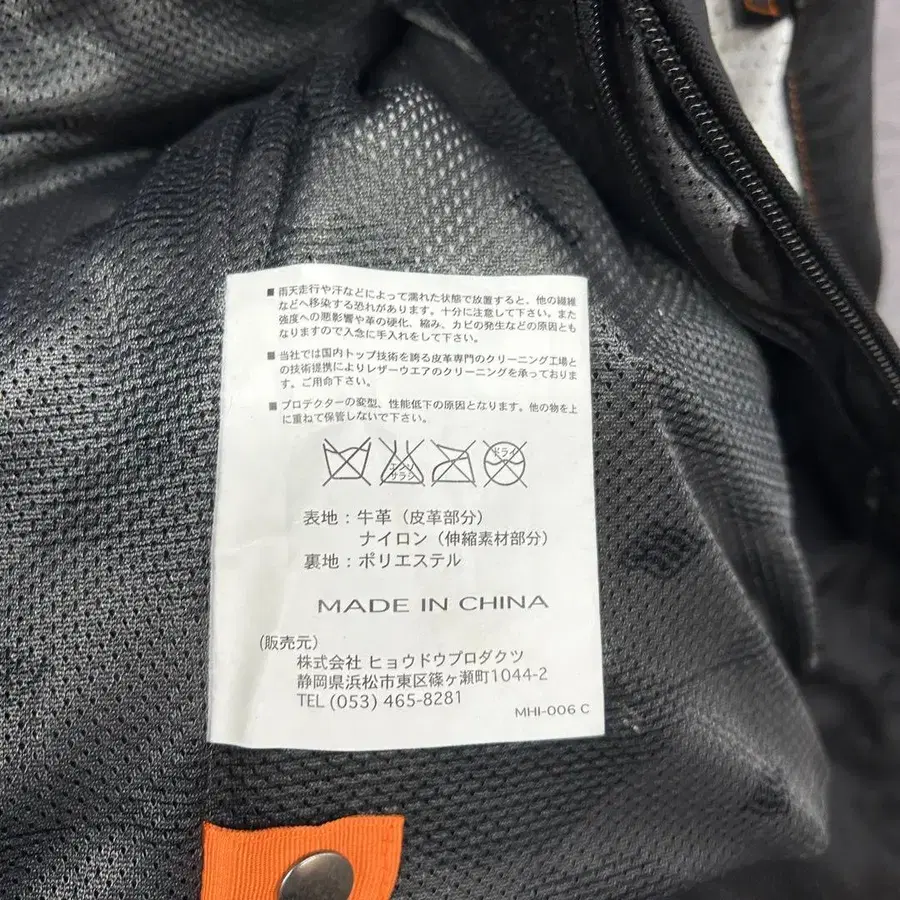 ■ 雨天走行や汗などによって濡れた状態で放置すると、他の繊維
などへ移染する恐れがあります。十分に注意して下さい。また
強度への悪影響や革の硬化、縮み、カビの発生などの原因とも
なりますので入念に手入れをして下さい。
■ 当社では国内トップ技術を誇る皮革専門のクリーニング工場と
の技術提携によりレザーウエアのクリーニングを承っておりま
す。ご用命下さい。
■ プロテクターの変型、性能低下の原因となります。他の物を上
に重ねて保管しないで下さい。
エンソ
サラシ
ドライ
表地:牛革(皮革部分)
ナイロン(伸縮素材部分)
裏地:ポリエステル
MADE IN CHINA
(販売元)
株式会社 ヒョウドウプロダクツ
静岡県浜松市東区篠ヶ瀬町1044-2
TEL (053) 465-8281
MHI-006 C